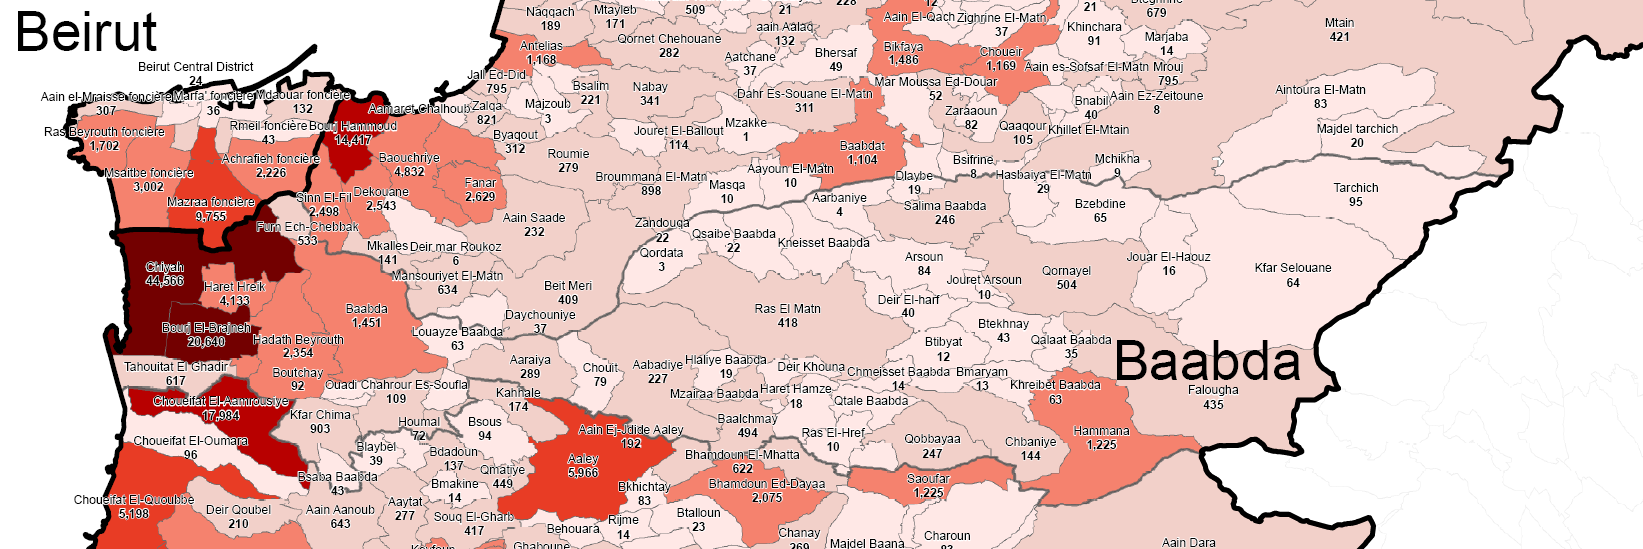 Beirut
Baabda
Naqqach
189
Mtayleb
171
509
21
228
12
21
Bteghrine
679
Aain El-Qach
Zighrine El-Matn
37
Khinchara
91
Marjaba
14
Mtain
421
Antelias
1,168
Qornet Chehouane
282
aain Aalaq
132
Aatchane
37
Bhersaf
49
Bikfaya
1,486
Choueir
1,169
Aain es-Sofsaf El-Matn
Mrouj
795
Beirut Central District
24
Jall Ed-Did
795
Bsalim
221
Nabay
341
Dahr Es-Souane El-Matn
311
Mar Moussa Ed-Douar
52
Bnabil
40
Aain Ez-Zeitoune
8
Aintoura El-Matn
83
Aain el-Mraisse foncière
307
Marfa' foncière
36
Mdaouar foncière
132
Aamaret Chalhoub
Zalqa
821
Majzoub
3
Zaraaoun
82
Ras Beyrouth foncière
1,702
Rmeil foncière
43
Bourj Hammoud
14,417
Byaqout
312
Jouret El-Ballout
114
Mzakke
1
Qaaqour
105
Khillet El-Mtain
Majdel tarchich
20
Msaitbe foncière
3,002
Achrafieh foncière
2,226
Baouchriye
4,832
Roumie
279
Baabdat
1,104
Bsifrine
8
Mchikha
9
Fanar
2,629
Broummana El-Matn
898
Masqa
10
Aayoun El-Matn
10
Dlaybe
19
Hasbaiya El-Matn
29
Tarchich
95
Mazraa foncière
9,755
Sinn El-Fil
2,498
Dekouane
2,543
Aarbaniye
4
Salima Baabda
246
Bzebdine
65
Furn Ech-Chebbak
533
Aain Saade
232
Zandouqa
22
Qsaibe Baabda
22
Kneisset Baabda
Mkalles
141
Deir mar Roukoz
6
Qordata
3
Aarsoun
84
Jouar El-Haouz
16
Kfar Selouane
64
Chiyah
44,566
Haret Hreik
4,133
Mansouriyet El-Matn
634
Beit Meri
409
Jouret Arsoun
10
Qornayel
504
Baabda
1,451
Daychouniye
37
Ras El Matn
418
Deir El-harf
40
Bourj El-Brajneh
20,640
Hadath Beyrouth
2,354
Louayze Baabda
63
Btekhnay
43
Btibyat
12
Qalaat Baabda
35
Tahouitat El Ghadir
617
Boutchay
92
Ouadi Chahrour Es-Soufla
109
Aaraiya
289
Chouit
79
Aabadiye
227
Hlaliye Baabda
19
Deir Khouna
Chmeisset Baabda
14
Bmaryam
13
Khreibet Baabda
63
Falougha
435
Choueifat El-Aamrousiye
17,984
Kahhale
174
Mzairaa Baabda
Haret Hamze
18
Qtale Baabda
Kfar Chima
903
Houmal
72
Bsous
94
Aain Ej-Jdide Aaley
192
Baalchmay
494
Ras El-Href
10
Qobbayaa
247
Chbaniye
144
Hammana
1,225
Choueifat El-Oumara
96
Blaybel
39
Bdadoun
137
Aaley
5,966
Bhamdoun El-Mhatta
622
Bsaba Baabda
43
Qmatiye
449
Bmakine
14
Bkhichtay
83
Bhamdoun Ed-Dayaa
2,075
Saoufar
1,225
Choueifat El-Quoubbe
5,198
Deir Qoubel
210
Aain Aanoub
643
Aaytat
277
Souq El-Gharb
417
Behouara
Rijme
14
Btalloun
23
Chanay
269
Majdel Baana
Charoun
Aain Dara
Ghaboune